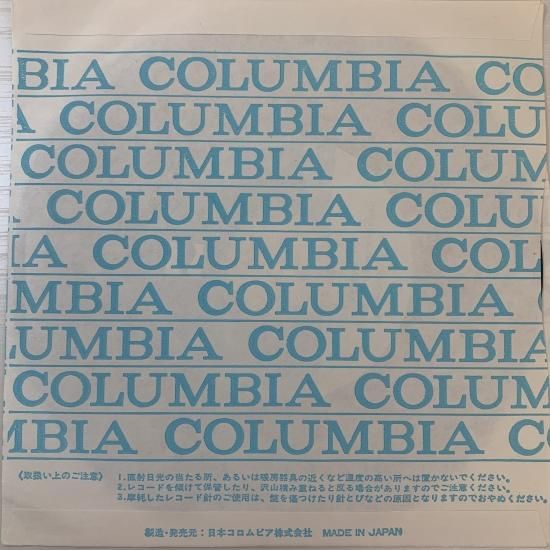 BIA COLUMBIA CO
A COLUMBIA COLU
COLUMBIA COLUM
A COLUMBIA COLU
IA COLUMBIA COL
MBIA COLUMBIA C
UMBIA COLUMBIA
COLUMBIA COLUM
MBIA COLUMBIA CO
《取扱い上のご注意》 1.直射日光の当たる所、あるいは暖房器具の近くなど温度の高い所へは置かないでください。
2.レコードを傾けて保管したり、沢山積み重ねると反る場合がありますのでご注意ください。
3.摩耗したレコード針のご使用は、盤を傷つけたり針とびなどの原因となりますのでおやめください。
製造・発売元:日本コロムビア株式会社 MADE IN JAPAN